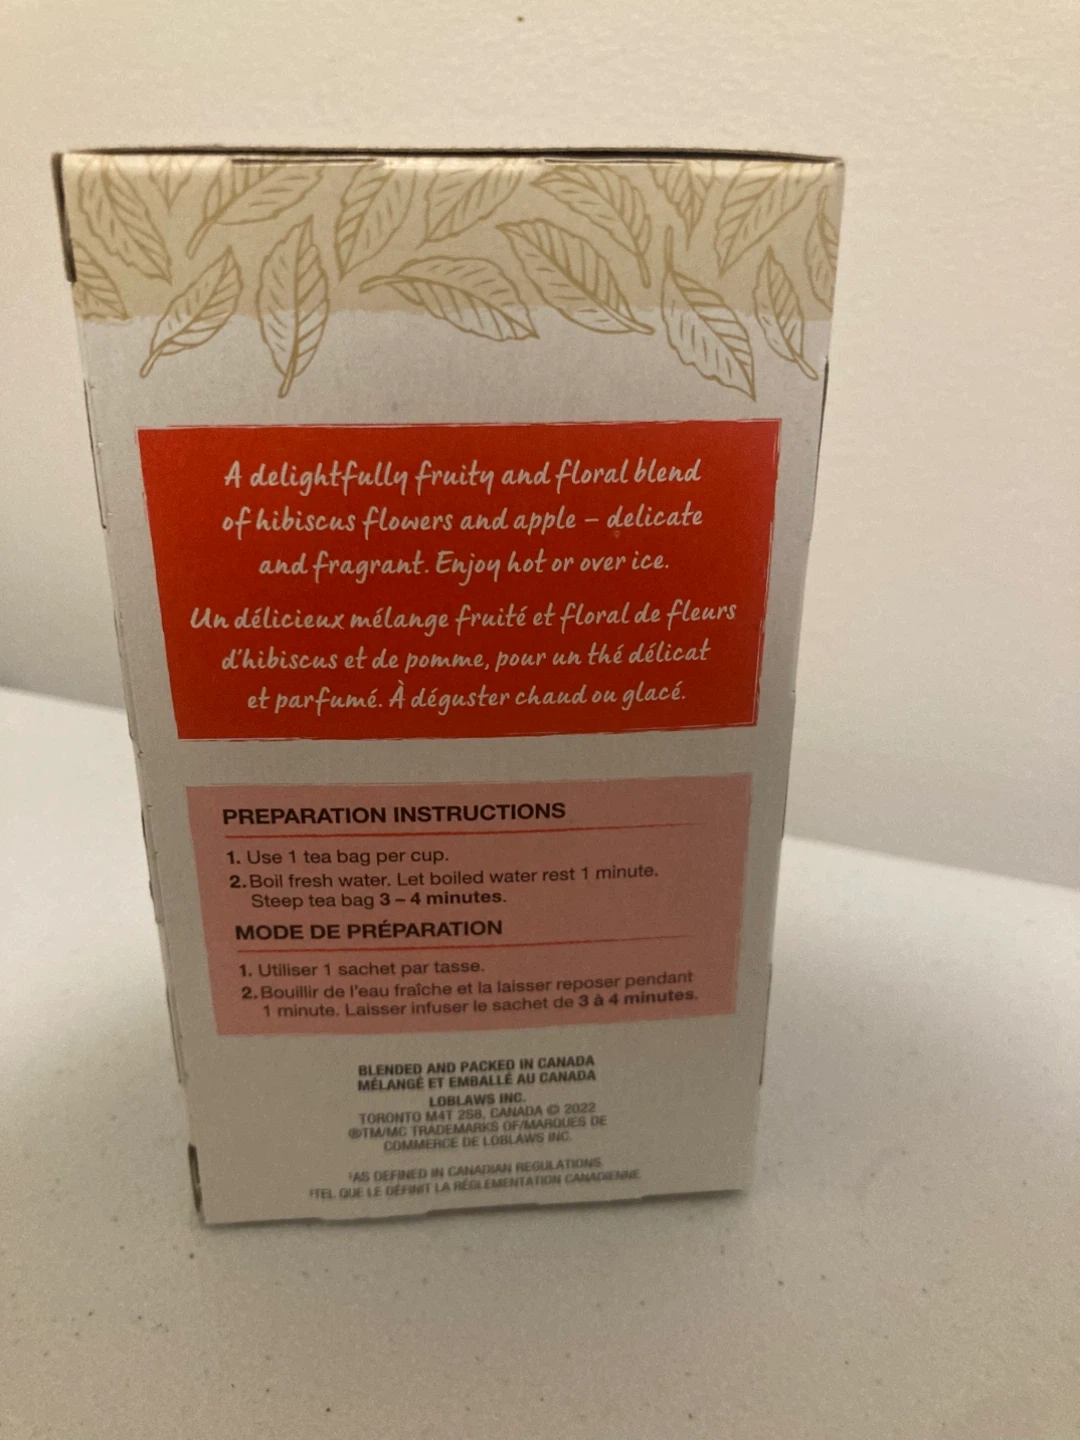 A delightfully fruity and floral blend
of hibiscus flowers and apple – delicate
and fragrant. Enjoy hot or over ice.
Un délicieux mélange fruité et floral de fleurs
d'hibiscus et de pomme, pour un thé délicat
et parfumé. À déguster chaud ou glacé.
PREPARATION INSTRUCTIONS
1. Use 1 tea bag per cup.
2. Boil fresh water. Let boiled water rest 1 minute.
Steep tea bag 3 – 4 minutes.
MODE DE PRÉPARATION
1. Utiliser 1 sachet par tasse.
2. Bouillir de l'eau fraîche et la laisser reposer pendant
1 minute. Laisser infuser le sachet de 3 à 4 minutes.
BLENDED AND PACKED IN CANADA
MÉLANGÉ ET EMBALLÉ AU CANADA
LOBLAWS INC.
TORONTO M4T 2S8, CANADA © 2022
®TM/MC TRADEMARKS OF/MARQUES DE
COMMERCE DE LOBLAWS INC.
†AS DEFINED IN CANADIAN REGULATIONS
†TEL QUE LE DÉFINIT LA RÉGLEMENTATION CANADIENNE